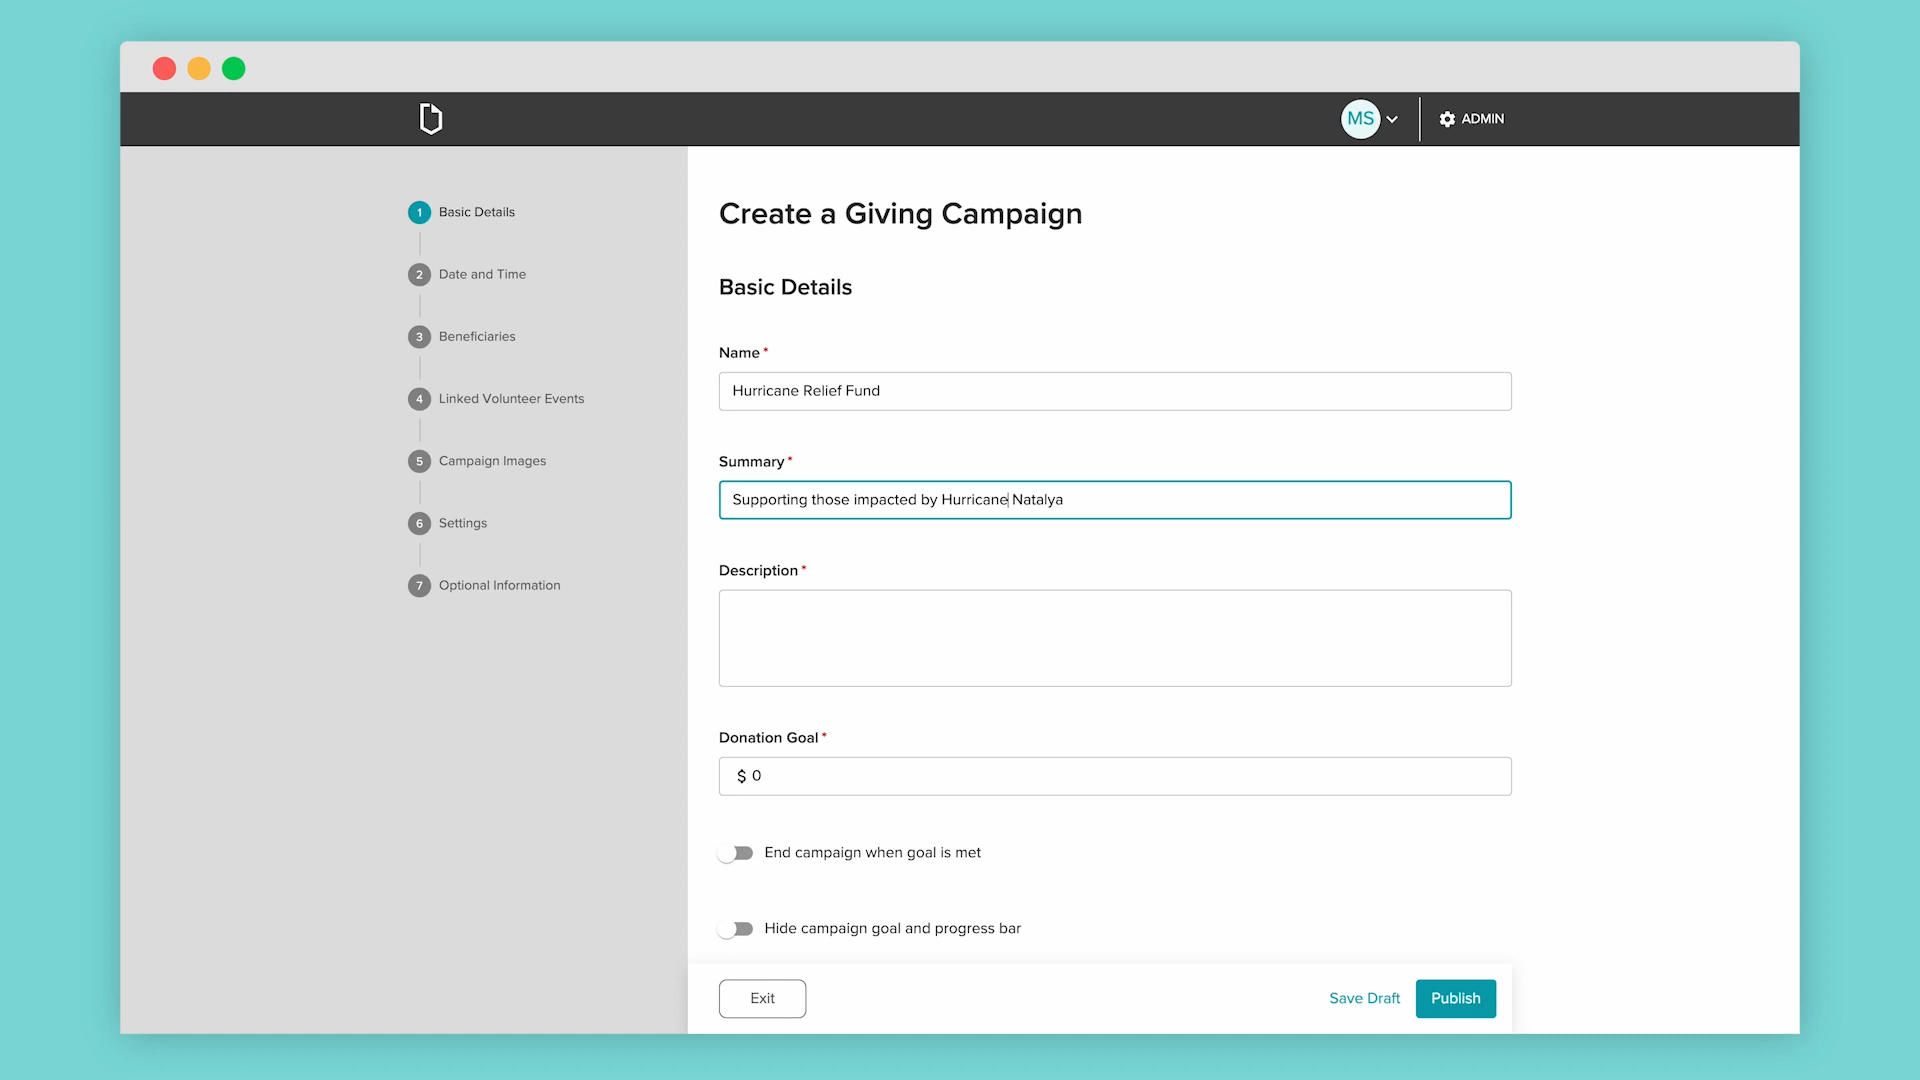 MS
ADMIN
1 Basic Details
2 Date and Time
3 Beneficiaries
4 Linked Volunteer Events
5 Campaign Images
6 Settings
7 Optional Information
Create a Giving Campaign
Basic Details
Name *
Hurricane Relief Fund
Summary *
Supporting those impacted by Hurricane Natalya
Description *
Donation Goal *
$ 0
End campaign when goal is met
Hide campaign goal and progress bar
Exit
Save Draft
Publish